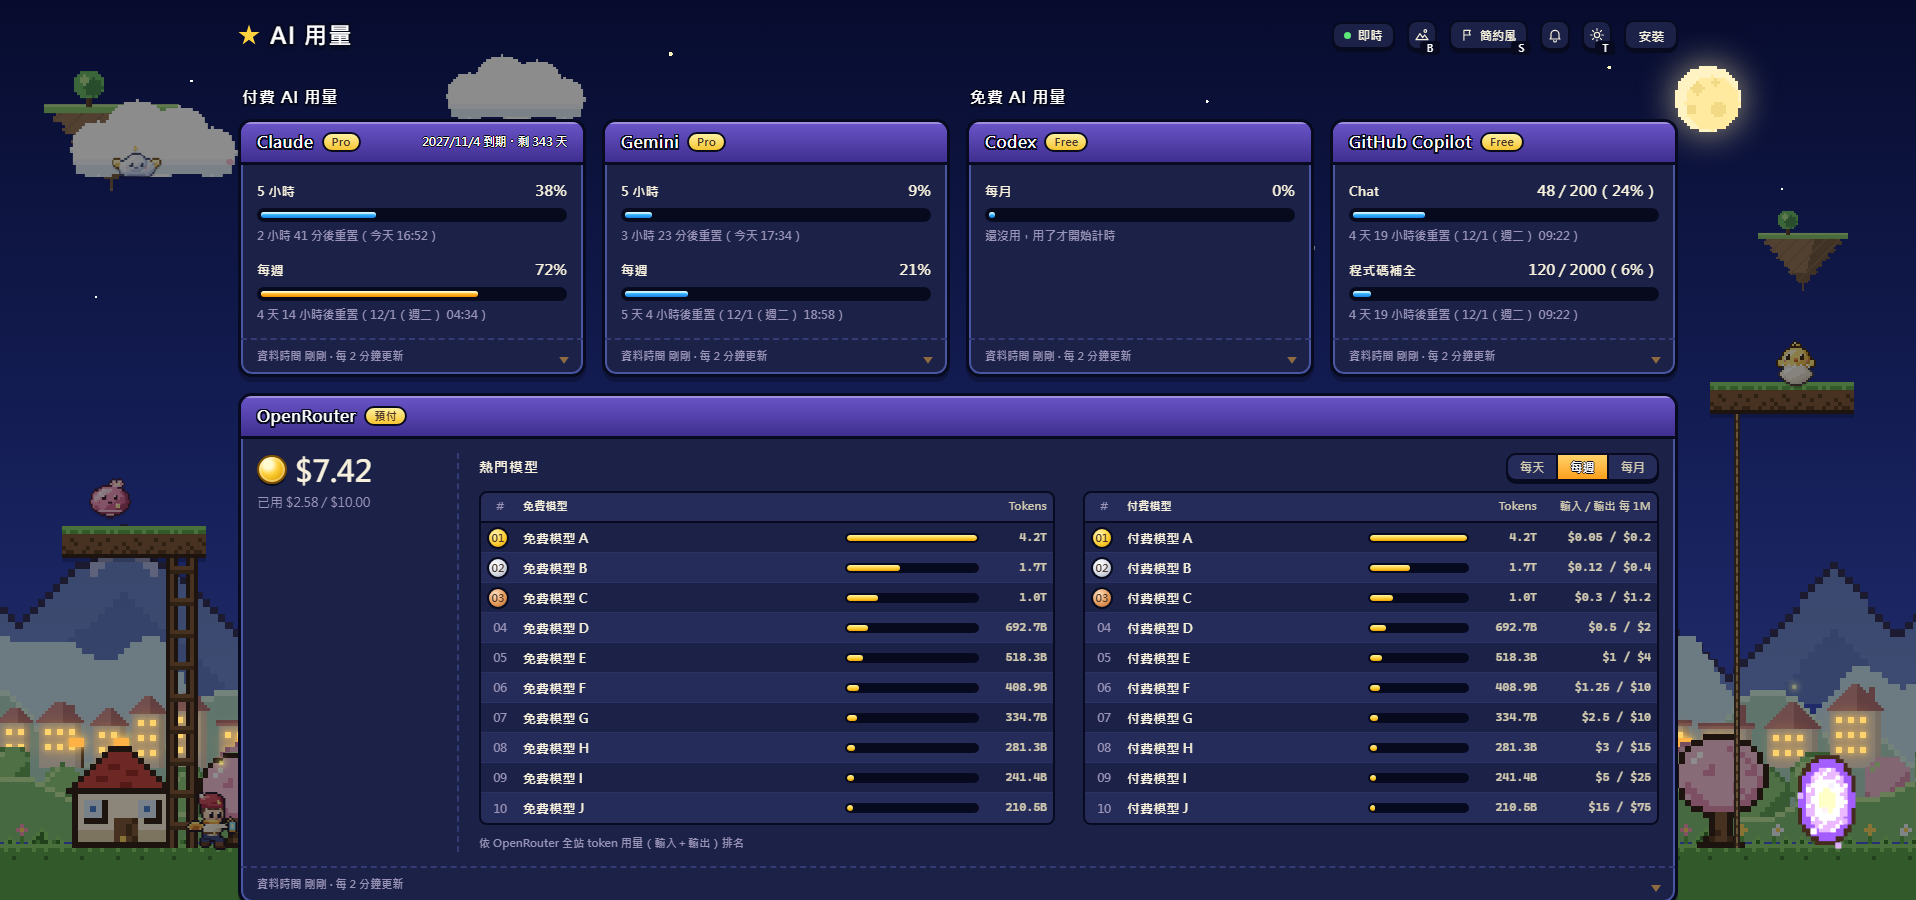 ★ AI 用量
即時
B
簡約風
S
T
安裝
付費 AI 用量
免費 AI 用量
Claude Pro 2027/11/4 到期・剩 343 天
5 小時 38%
2 小時 41 分後重置 ( 今天 16:52 )
每週 72%
4 天 14 小時後重置 ( 12/1 ( 週二 ) 04:34 )
資料時間 剛剛 · 每 2 分鐘更新
Gemini Pro
5 小時 9%
3 小時 23 分後重置 ( 今天 17:34 )
每週 21%
5 天 4 小時後重置 ( 12/1 ( 週二 ) 18:58 )
資料時間 剛剛 · 每 2 分鐘更新
Codex Free
每月 0%
還沒用，用了才開始計時
資料時間 剛剛 · 每 2 分鐘更新
GitHub Copilot Free
Chat 48 / 200 ( 24% )
4 天 19 小時後重置 ( 12/1 ( 週二 ) 09:22 )
程式碼補全 120 / 2000 ( 6% )
4 天 19 小時後重置 ( 12/1 ( 週二 ) 09:22 )
資料時間 剛剛 · 每 2 分鐘更新
OpenRouter 預付
$7.42
已用 $2.58 / $10.00
熱門模型
每天 每週 每月
# 免費模型 Tokens
01 免費模型 A 4.2T
02 免費模型 B 1.7T
03 免費模型 C 1.0T
04 免費模型 D 692.7B
05 免費模型 E 518.3B
06 免費模型 F 408.9B
07 免費模型 G 334.7B
08 免費模型 H 281.3B
09 免費模型 I 241.4B
10 免費模型 J 210.5B
# 付費模型 Tokens 輸入 / 輸出 每 1M
01 付費模型 A 4.2T $0.05 / $0.2
02 付費模型 B 1.7T $0.12 / $0.4
03 付費模型 C 1.0T $0.3 / $1.2
04 付費模型 D 692.7B $0.5 / $2
05 付費模型 E 518.3B $1 / $4
06 付費模型 F 408.9B $1.25 / $10
07 付費模型 G 334.7B $2.5 / $10
08 付費模型 H 281.3B $3 / $15
09 付費模型 I 241.4B $5 / $25
10 付費模型 J 210.5B $15 / $75
依 OpenRouter 全站 token 用量 ( 輸入 + 輸出 ) 排名
資料時間 剛剛 · 每 2 分鐘更新